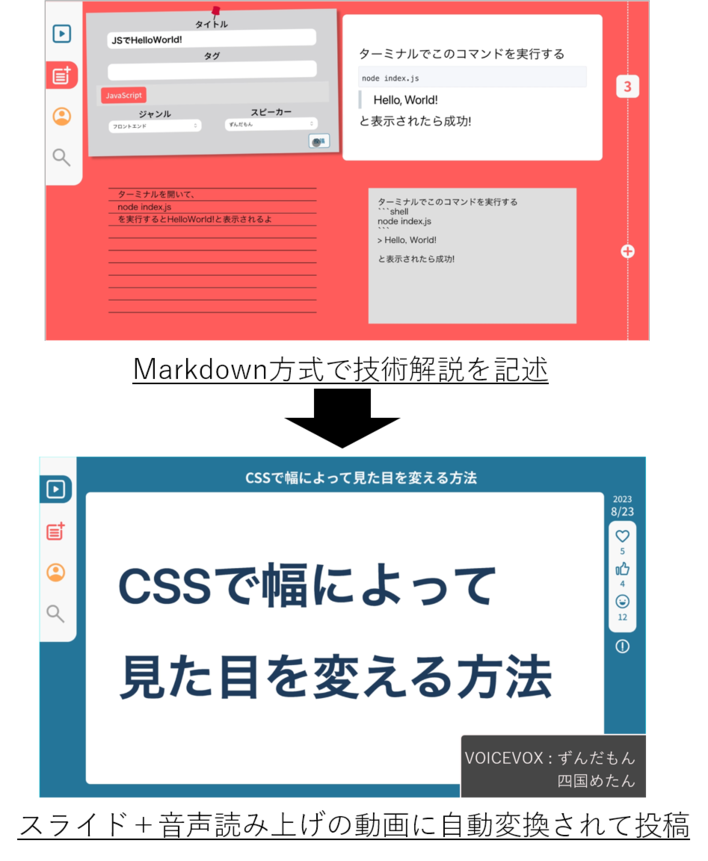 タイトル
JSでHelloWorld!
タグ
JavaScript
ジャンル
スピーカー
フロントエンド
ずんだもん
ターミナルでこのコマンドを実行する
node index.js
Hello, World!
と表示されたら成功!
3
ターミナルを開いて、
node index.js
を実行するとHelloWorld!と表示されるよ
ターミナルでこのコマンドを実行する
```shell
node index.js
```
> Hello, World!
と表示されたら成功!
Markdown方式で技術解説を記述
CSSで幅によって見た目を変える方法
2023
8/23
5
4
12
CSSで幅によって
見た目を変える方法
VOICEVOX : ずんだもん
四国めたん
スライド＋音声読み上げの動画に自動変換されて投稿